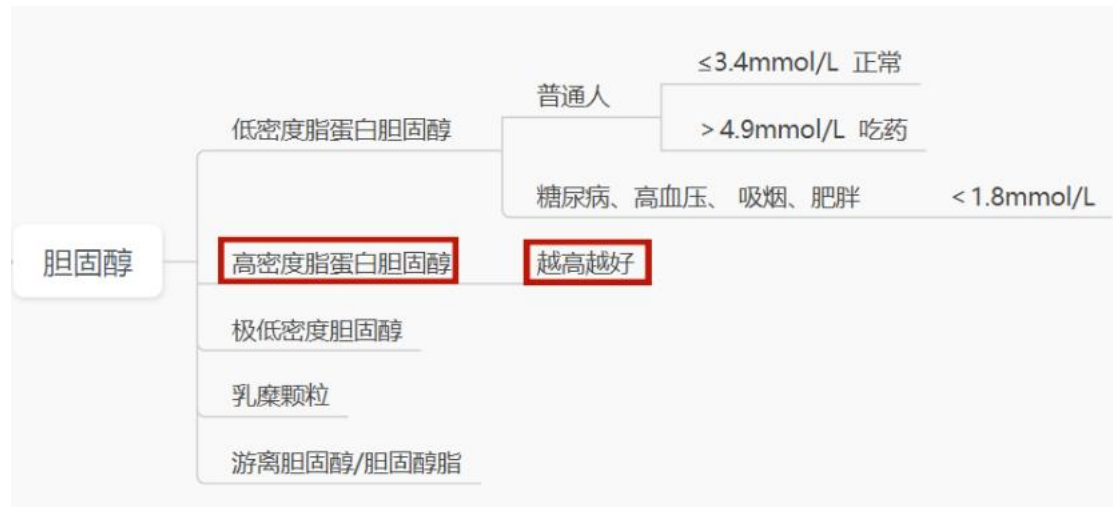 胆固醇
低密度脂蛋白胆固醇
普通人
≤3.4mmol/L 正常
>4.9mmol/L 吃药
糖尿病、高血压、 吸烟、肥胖
<1.8mmol/L
高密度脂蛋白胆固醇
越高越好
极低密度胆固醇
乳糜颗粒
游离胆固醇/胆固醇脂